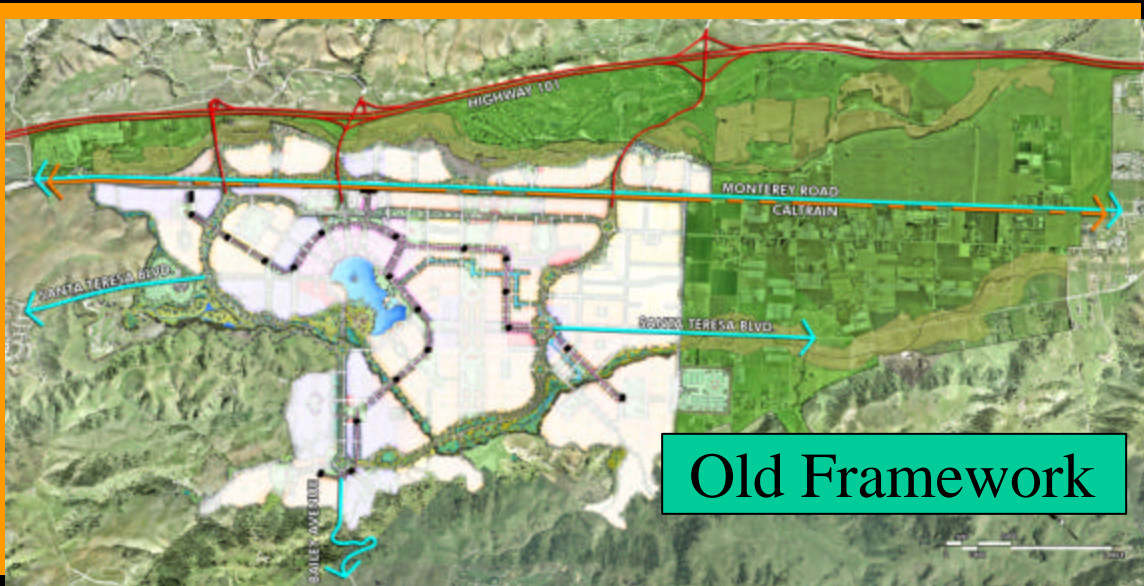 HIGHWAY 101
MONTEREY ROAD
CALTRAIN
SANTA TERESA BLVD.
SANTA TERESA BLVD.
Old Framework
BAILEY AVENUE